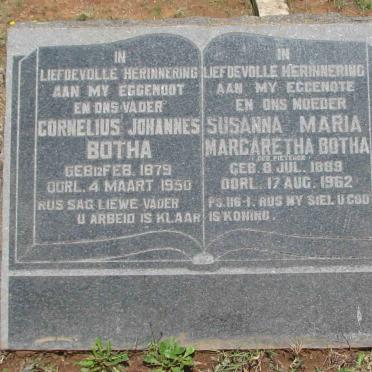 IN
LIEFDEVOLLE HERINNERING
AAN MY EGGENOOT
EN ONS VADER
CORNELIUS JOHANNES
BOTHA
GEB: FEB. 1879
OORL. 4 MAART 1950
RUS SAG LIEWE VADER
U ARBEID IS KLAAR
IN
LIEFDEVOLLE HERINNERING
AAN MY EGGENOTE
EN ONS MOEDER
SUSANNA MARIA
MARGARETHA BOTHA
GEB. 8 JUL. 1889
OORL. 17 AUG. 1962
PS. 116-1. RUS MY SIEL U GOD
IS KONING.